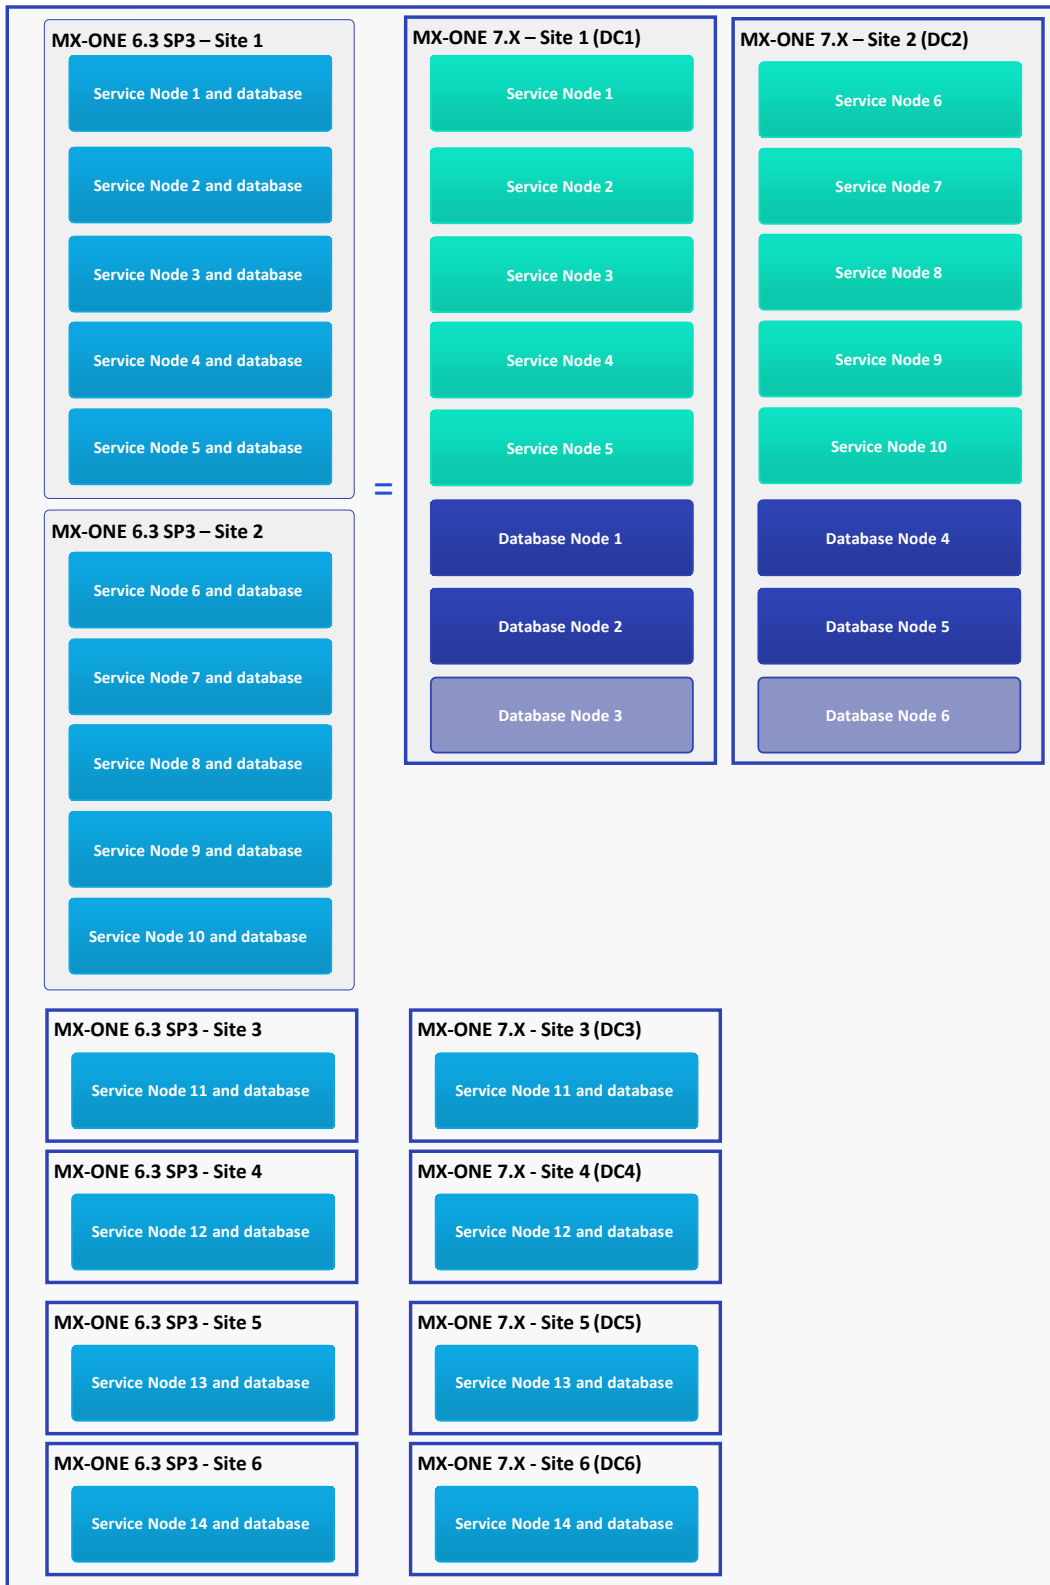 MX-ONE 6.3 SP3 – Site 1
Service Node 1 and database
Service Node 2 and database
Service Node 3 and database
Service Node 4 and database
Service Node 5 and database
MX-ONE 6.3 SP3 – Site 2
Service Node 6 and database
Service Node 7 and database
Service Node 8 and database
Service Node 9 and database
Service Node 10 and database
=
MX-ONE 7.X – Site 1 (DC1)
Service Node 1
Service Node 2
Service Node 3
Service Node 4
Service Node 5
Database Node 1
Database Node 2
Database Node 3
MX-ONE 7.X – Site 2 (DC2)
Service Node 6
Service Node 7
Service Node 8
Service Node 9
Service Node 10
Database Node 4
Database Node 5
Database Node 6
MX-ONE 6.3 SP3 - Site 3
Service Node 11 and database
MX-ONE 7.X - Site 3 (DC3)
Service Node 11 and database
MX-ONE 6.3 SP3 - Site 4
Service Node 12 and database
MX-ONE 7.X - Site 4 (DC4)
Service Node 12 and database
MX-ONE 6.3 SP3 - Site 5
Service Node 13 and database
MX-ONE 7.X - Site 5 (DC5)
Service Node 13 and database
MX-ONE 6.3 SP3 - Site 6
Service Node 14 and database
MX-ONE 7.X - Site 6 (DC6)
Service Node 14 and database